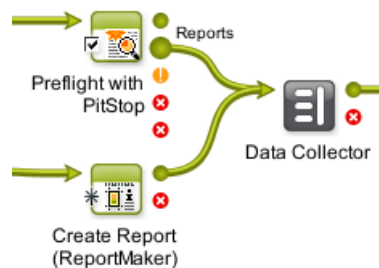 Reports
Preflight with
PitStop
Data Collector
Create Report
(ReportMaker)